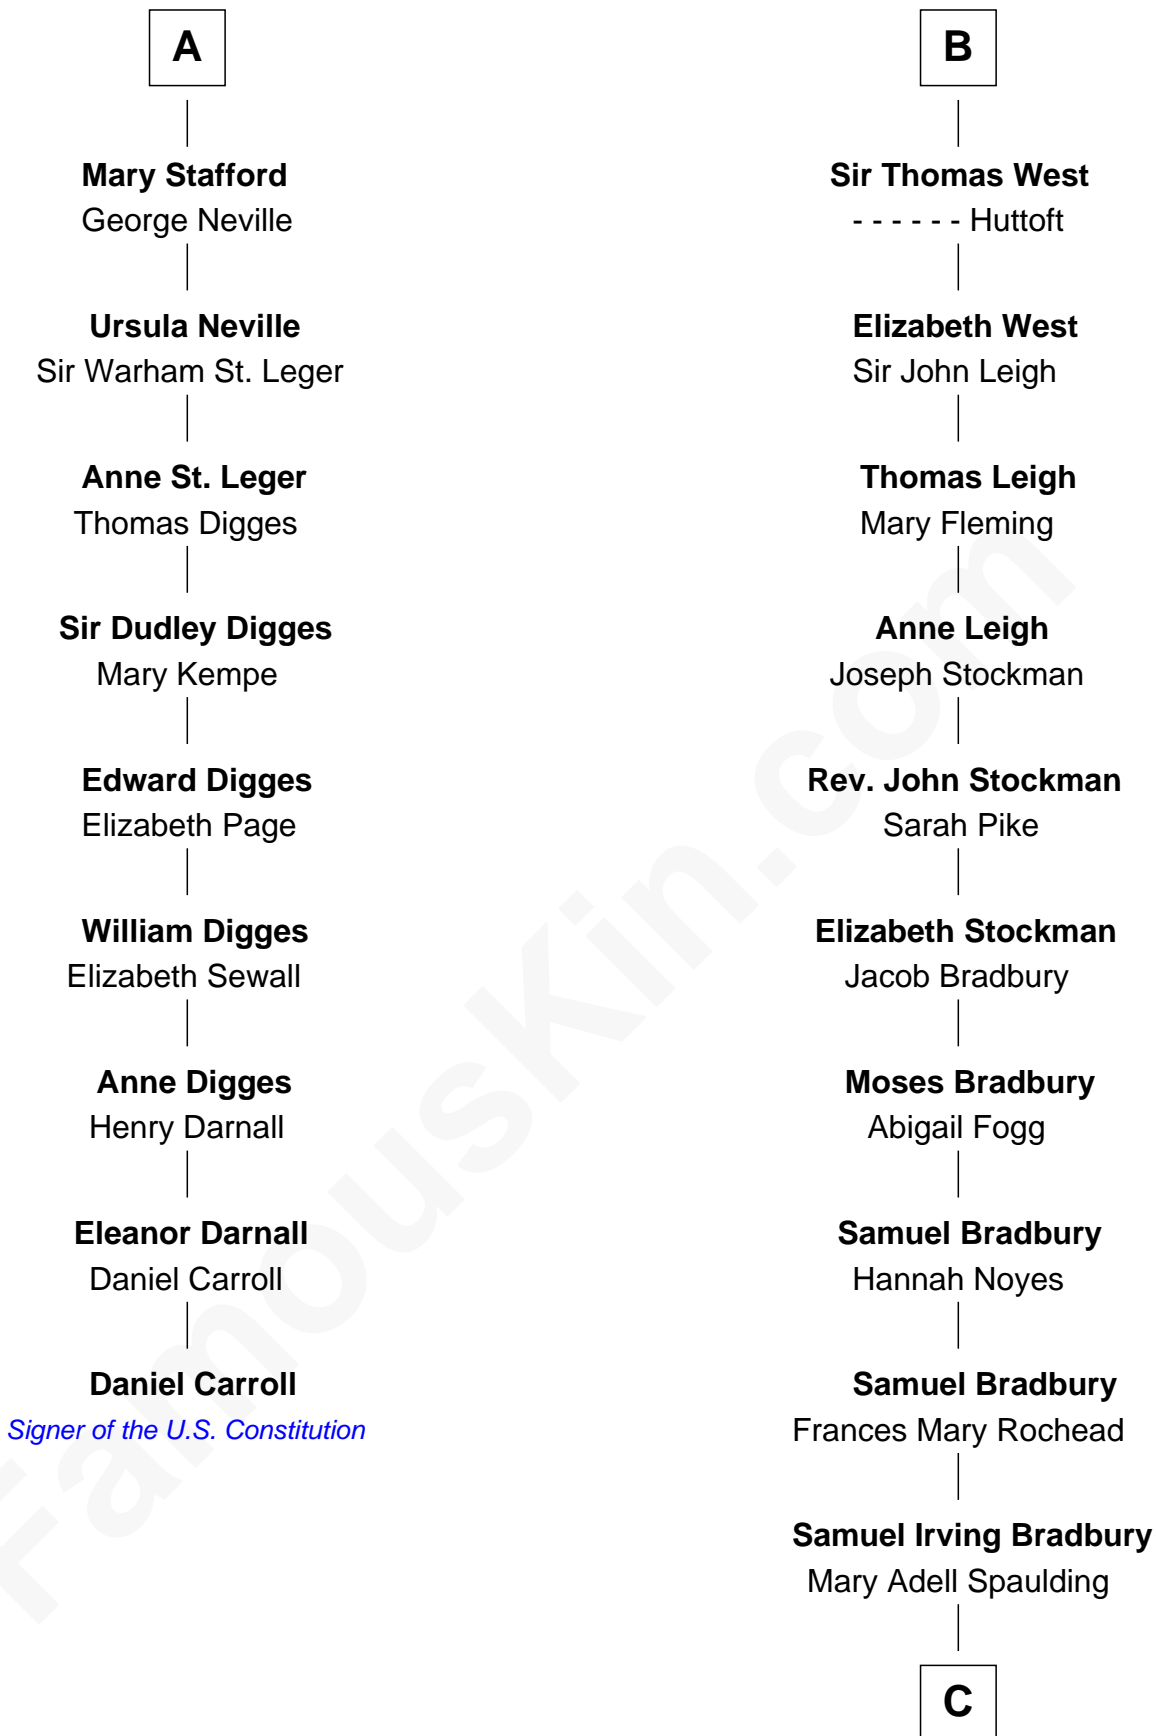 A
Mary Stafford
George Neville
Ursula Neville
Sir Warham St. Leger
Anne St. Leger
Thomas Digges
Sir Dudley Digges
Mary Kempe
Edward Digges
Elizabeth Page
William Digges
Elizabeth Sewall
Anne Digges
Henry Darnall
Eleanor Darnall
Daniel Carroll
Daniel Carroll
Signer of the U.S. Constitution
B
Sir Thomas West
- - - - - - Huttoft
Elizabeth West
Sir John Leigh
Thomas Leigh
Mary Fleming
Anne Leigh
Joseph Stockman
Rev. John Stockman
Sarah Pike
Elizabeth Stockman
Jacob Bradbury
Moses Bradbury
Abigail Fogg
Samuel Bradbury
Hannah Noyes
Samuel Bradbury
Frances Mary Rochead
Samuel Irving Bradbury
Mary Adell Spaulding
C
FamousKin.com